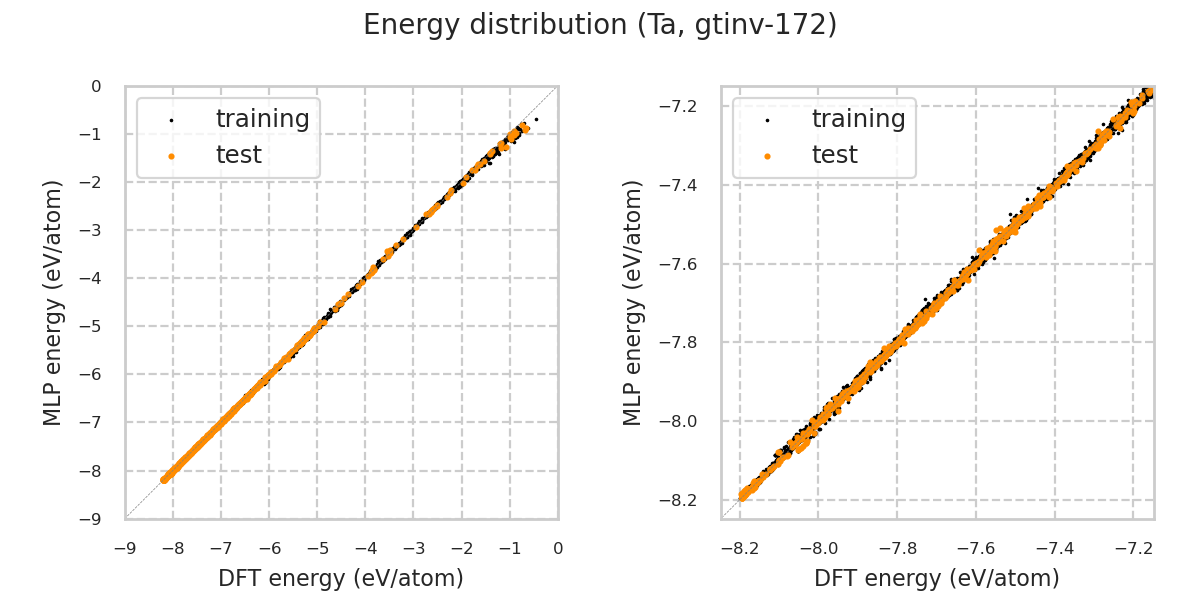 Energy distribution (Ta, gtinv-172)
training
test
0
−1
−2
−3
−4
−5
−6
−7
−8
−9
−9 −8 −7 −6 −5 −4 −3 −2 −1 0
MLP energy (eV/atom)
DFT energy (eV/atom)
training
test
−7.2
−7.4
−7.6
−7.8
−8.0
−8.2
−8.2 −8.0 −7.8 −7.6 −7.4 −7.2
MLP energy (eV/atom)
DFT energy (eV/atom)